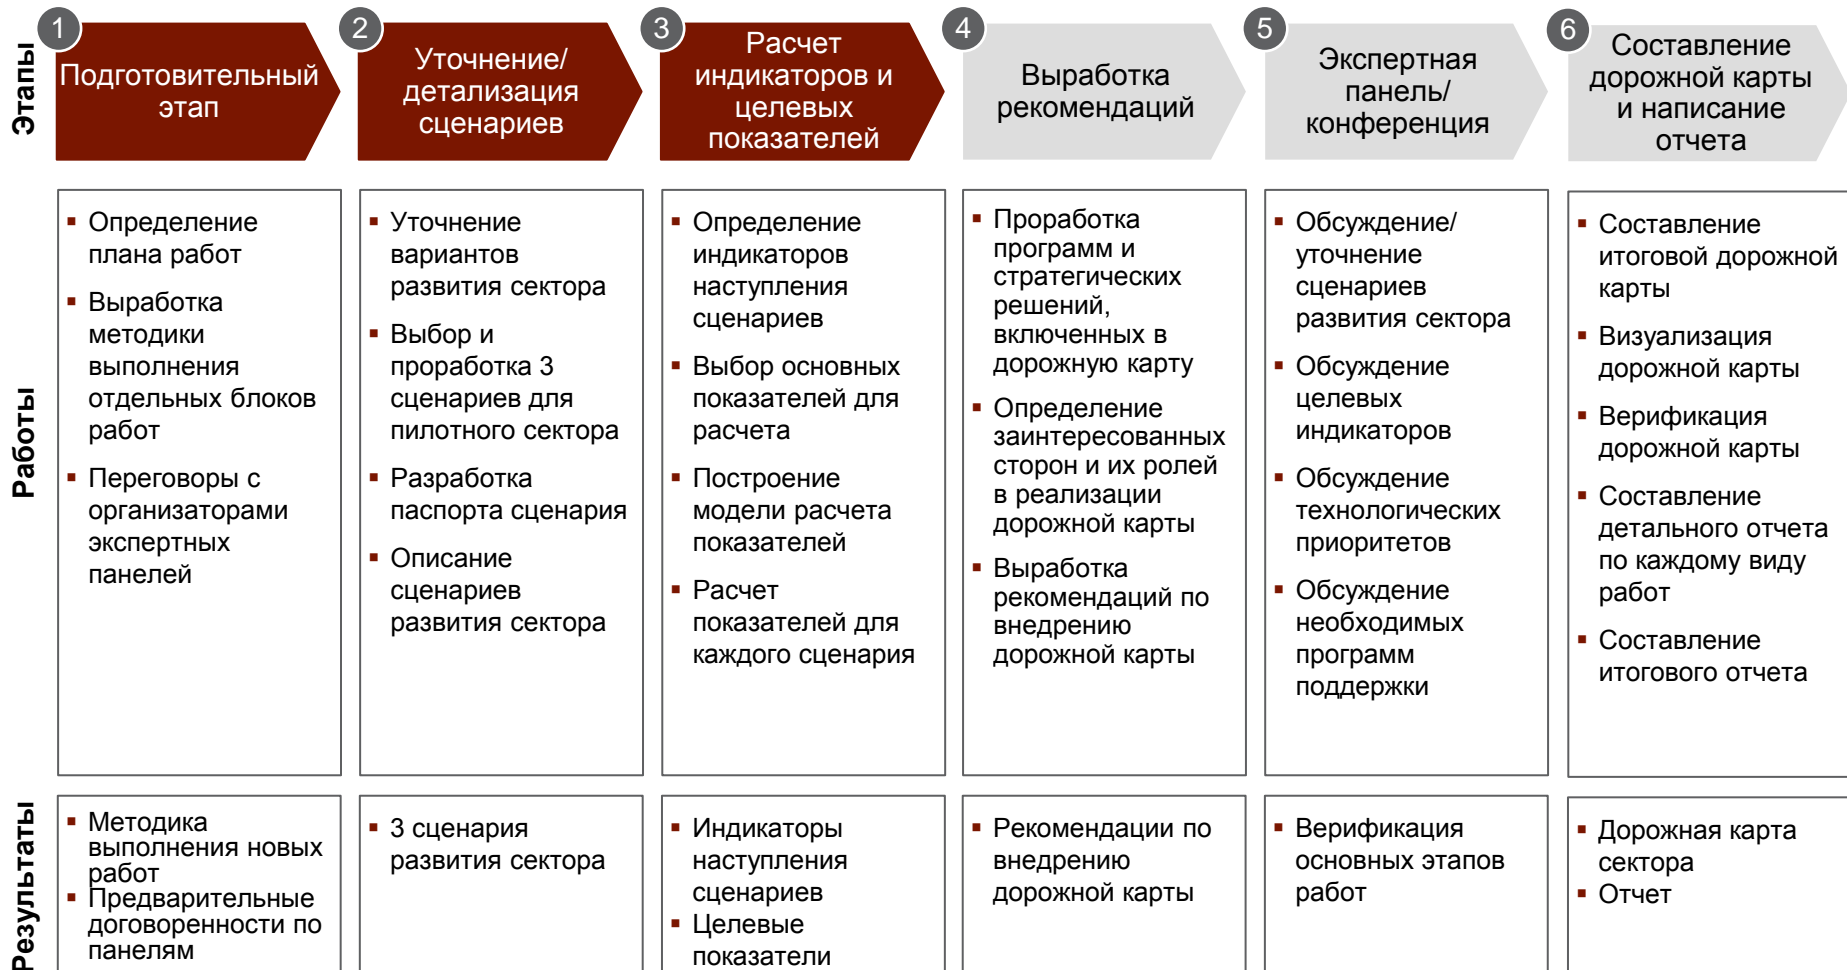 Этапы
1
Подготовительный
этап
2
Уточнение/
детализация
сценариев
3
Расчет
индикаторов и
целевых
показателей
4
Выработка
рекомендаций
5
Экспертная
панель/
конференция
6
Составление
дорожной карты
и написание
отчета
Работы
▪ Определение
плана работ
▪ Выработка
методики
выполнения
отдельных блоков
работ
▪ Переговоры с
организаторами
экспертных
панелей
▪ Уточнение
вариантов
развития сектора
▪ Выбор и
проработка 3
сценариев для
пилотного сектора
▪ Разработка
паспорта сценария
▪ Описание
сценариев
развития сектора
▪ Определение
индикаторов
наступления
сценариев
▪ Выбор основных
показателей для
расчета
▪ Построение
модели расчета
показателей
▪ Расчет
показателей для
каждого сценария
▪ Проработка
программ и
стратегических
решений,
включенных в
дорожную карту
▪ Определение
заинтересованных
сторон и их ролей
в реализации
дорожной карты
▪ Выработка
рекомендаций по
внедрению
дорожной карты
▪ Обсуждение/
уточнение
сценариев
развития сектора
▪ Обсуждение
целевых
индикаторов
▪ Обсуждение
технологических
приоритетов
▪ Обсуждение
необходимых
программ
поддержки
▪ Составление
итоговой дорожной
карты
▪ Визуализация
дорожной карты
▪ Верификация
дорожной карты
▪ Составление
детального отчета
по каждому виду
работ
▪ Составление
итогового отчета
Результаты
▪ Методика
выполнения новых
работ
▪ Предварительные
договоренности по
панелям
▪ 3 сценария
развития сектора
▪ Индикаторы
наступления
сценариев
▪ Целевые
показатели
▪ Рекомендации по
внедрению
дорожной карты
▪ Верификация
основных этапов
работ
▪ Дорожная карта
сектора
▪ Отчет